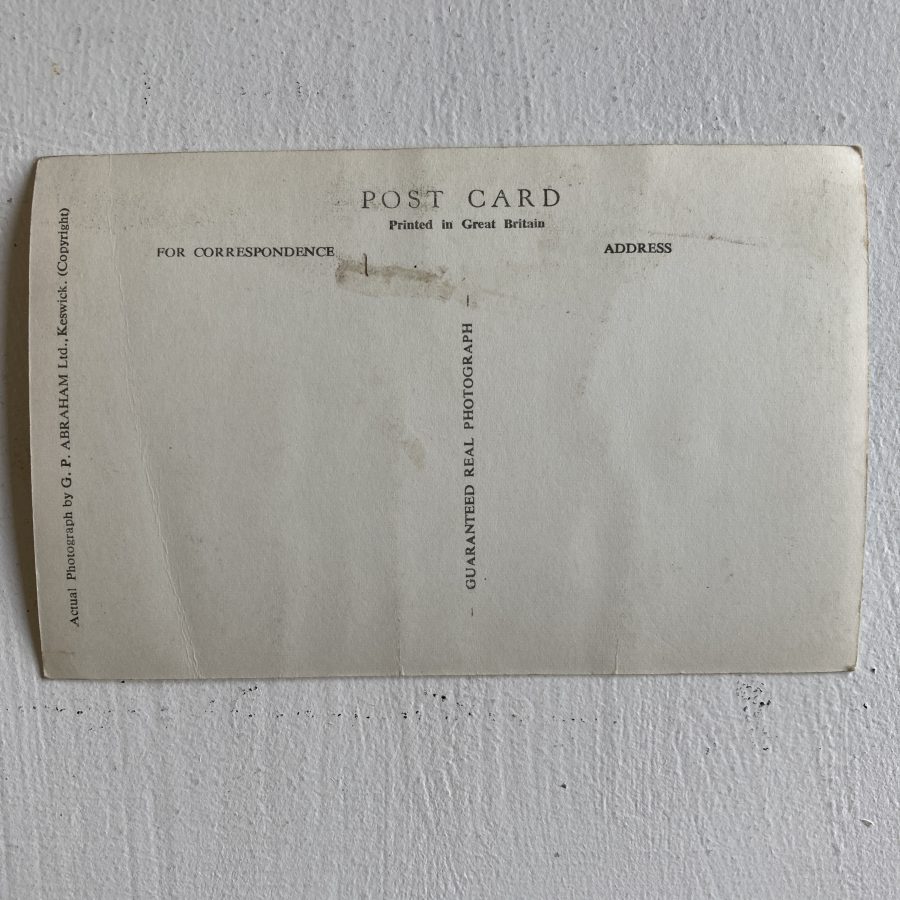 POST CARD
Printed in Great Britain
FOR CORRESPONDENCE
ADDRESS
GUARANTEED REAL PHOTOGRAPH
Actual Photograph by G. P. ABRAHAM Ltd., Keswick. (Copyright)